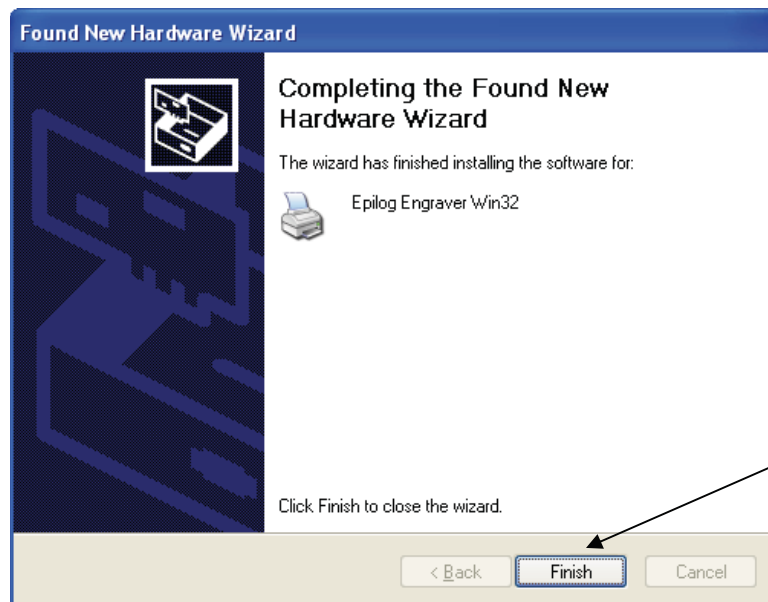 Found New Hardware Wizard
Completing the Found New
Hardware Wizard
The wizard has finished installing the software for:
Epilog Engraver Win32
Click Finish to close the wizard.
< Back Finish Cancel